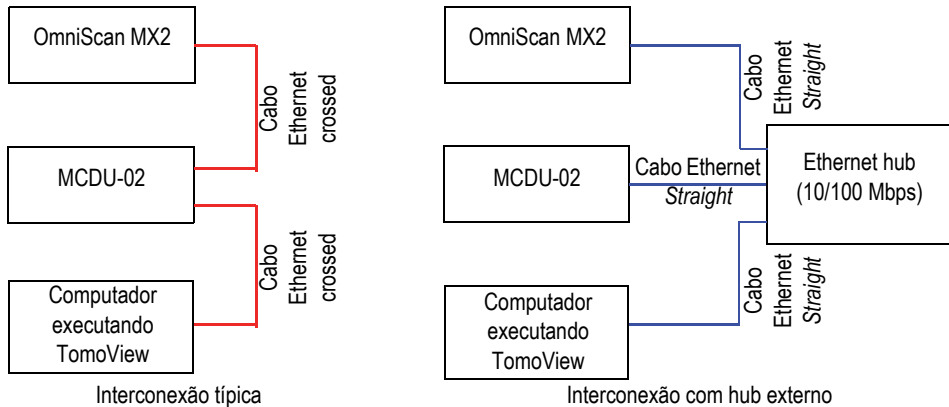 OmniScan MX2
Cabo
Ethernet
crossed
MCDU-02
Cabo
Ethernet
crossed
Computador
executando
TomoView
Interconexão típica
OmniScan MX2
Cabo
Ethernet
Straight
MCDU-02
Cabo Ethernet
Straight
Ethernet hub
(10/100 Mbps)
Cabo
Ethernet
Straight
Computador
executando
TomoView
Interconexão com hub externo